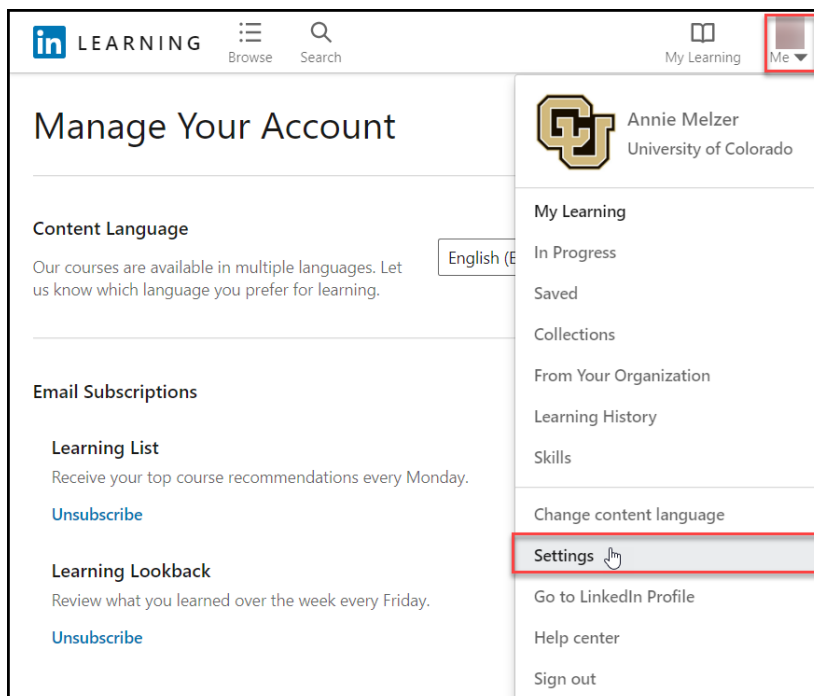 in LEARNING
Browse
Search
My Learning
Me
Manage Your Account
Content Language
Our courses are available in multiple languages. Let
us know which language you prefer for learning.
English (E
Email Subscriptions
Learning List
Receive your top course recommendations every Monday.
Unsubscribe
Learning Lookback
Review what you learned over the week every Friday.
Unsubscribe
CU
Annie Melzer
University of Colorado
My Learning
In Progress
Saved
Collections
From Your Organization
Learning History
Skills
Change content language
Settings
Go to LinkedIn Profile
Help center
Sign out